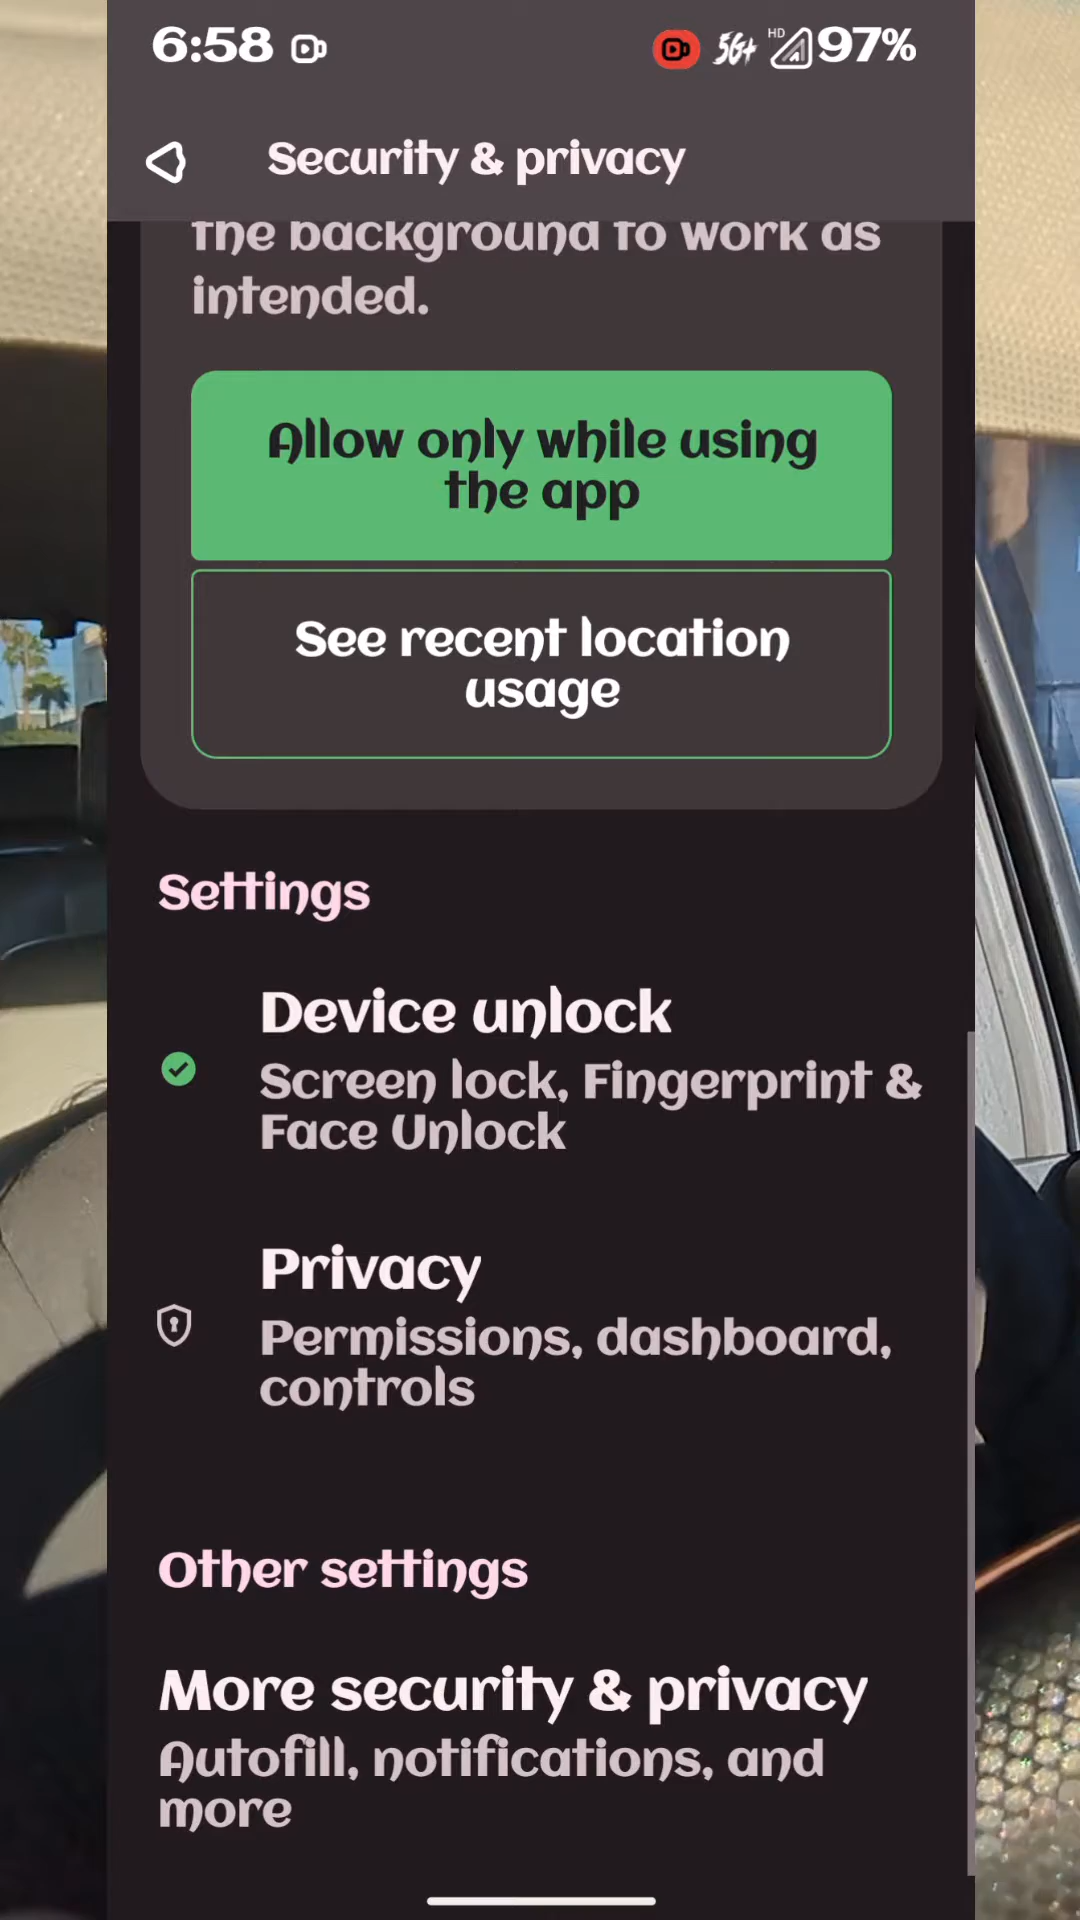 6:58
5G+ HD 97%
Security & privacy
the background to work as
intended.
Allow only while using
the app
See recent location
usage
Settings
Device unlock
Screen lock, Fingerprint &
Face Unlock
Privacy
Permissions, dashboard,
controls
Other settings
More security & privacy
Autofill, notifications, and
more